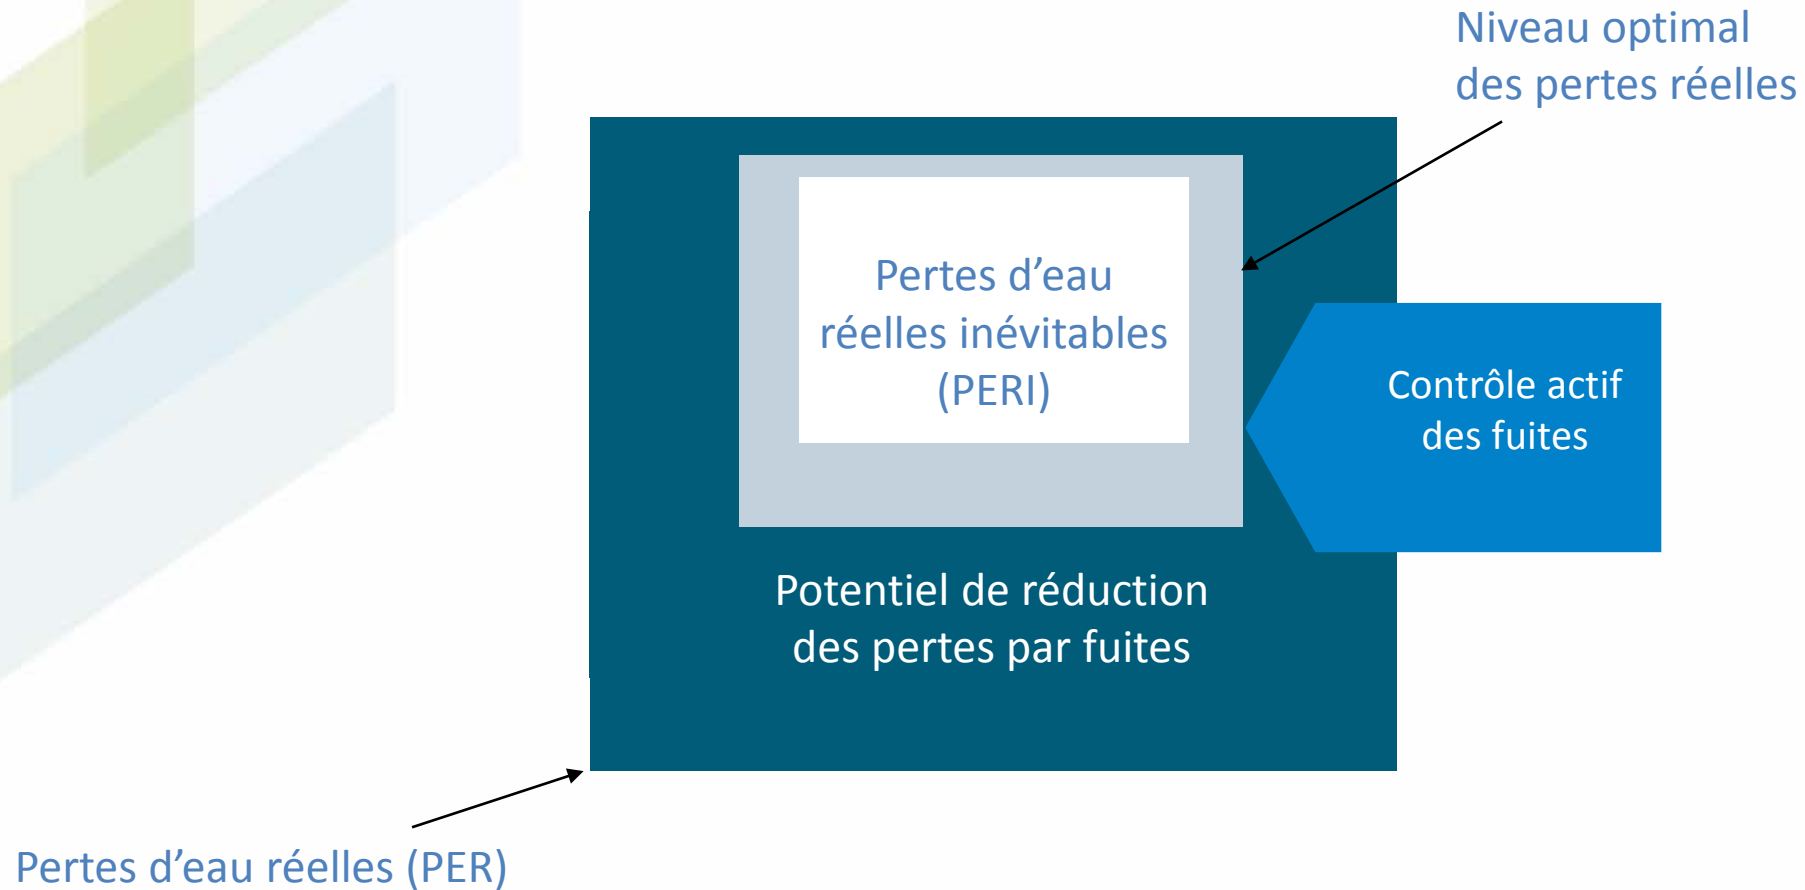 Niveau optimal
des pertes réelles
Pertes d’eau
réelles inévitables
(PERI)
Contrôle actif
des fuites
Potentiel de réduction
des pertes par fuites
Pertes d’eau réelles (PER)